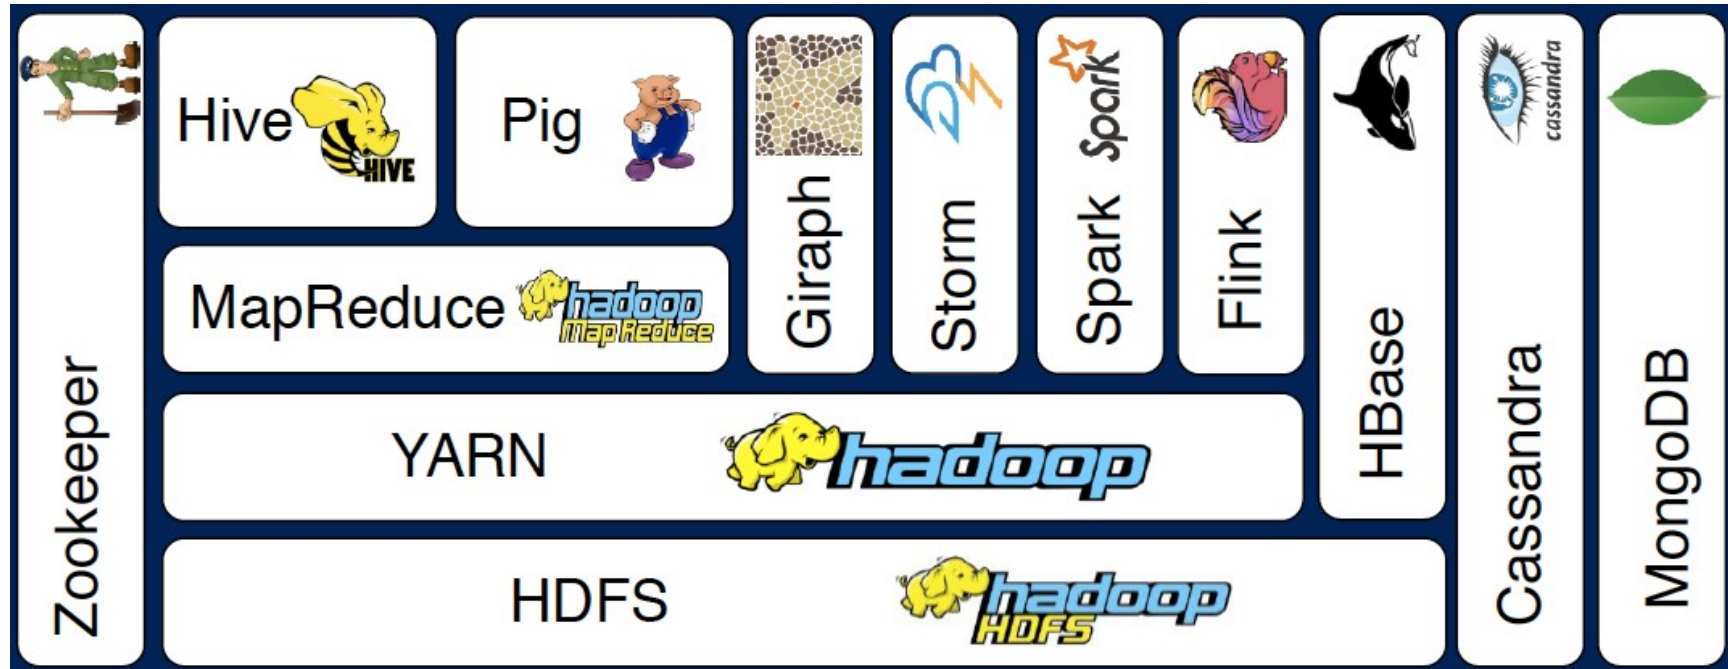 Zookeeper
Hive
HIVE
Pig
Giraph
Storm
Spark
Spark
Flink
HBase
cassandra
Cassandra
MongoDB
MapReduce
hadoop
Map Reduce
YARN
hadoop
HDFS
hadoop
HDFS